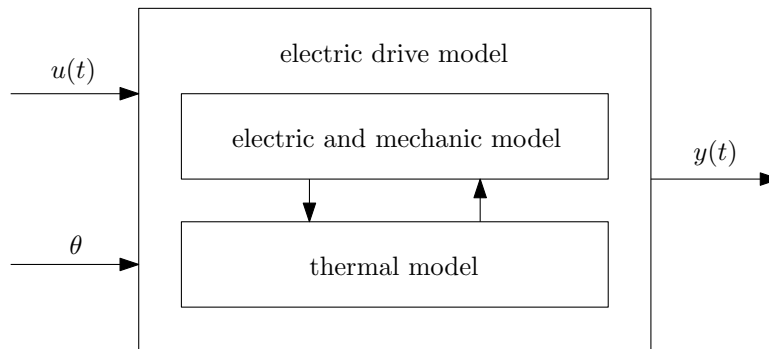 electric drive model
u(t)
electric and mechanic model
y(t)
θ
thermal model